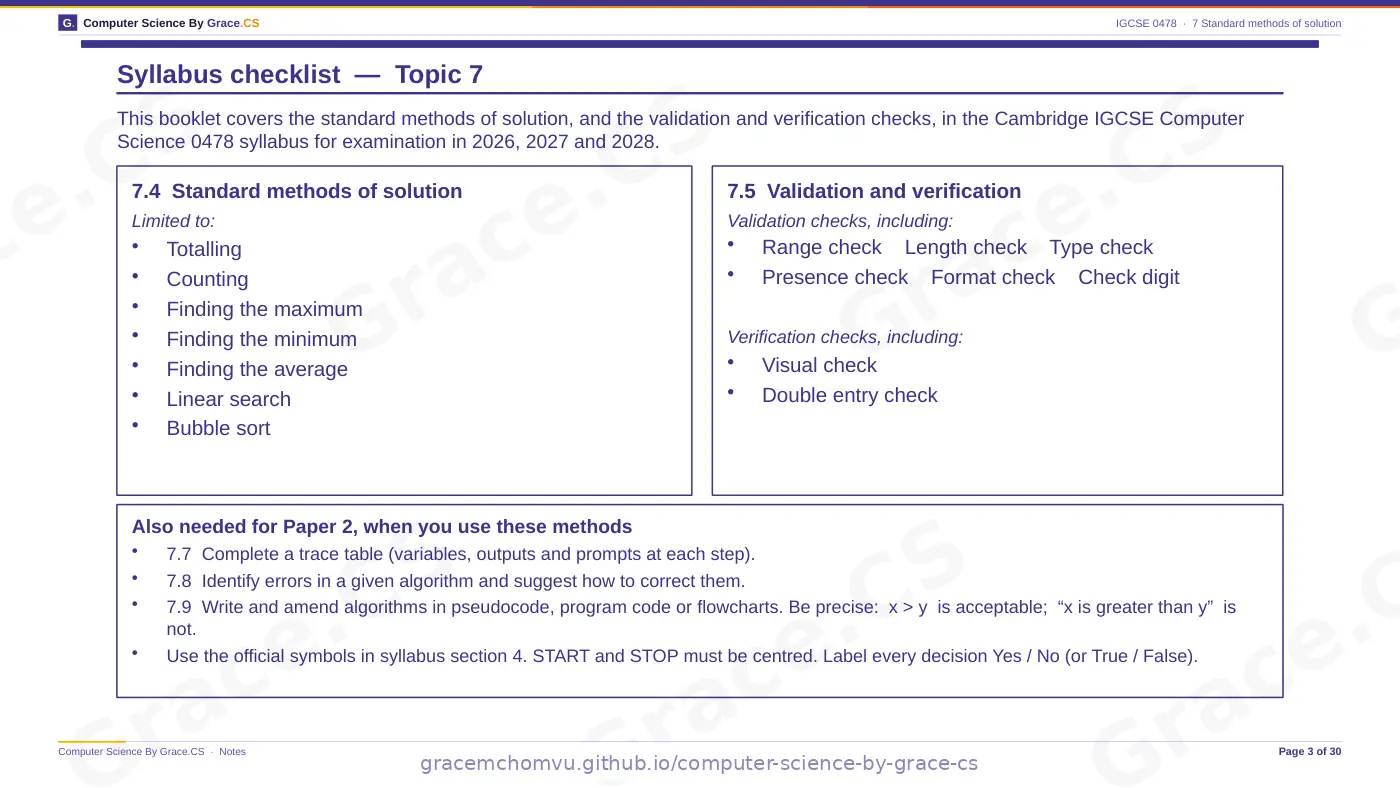 G. Computer Science By Grace.CS
IGCSE 0478 · 7 Standard methods of solution
Syllabus checklist — Topic 7
This booklet covers the standard methods of solution, and the validation and verification checks, in the Cambridge IGCSE Computer
Science 0478 syllabus for examination in 2026, 2027 and 2028.
7.4 Standard methods of solution
Limited to:
• Totalling
• Counting
• Finding the maximum
• Finding the minimum
• Finding the average
• Linear search
• Bubble sort
7.5 Validation and verification
Validation checks, including:
• Range check Length check Type check
• Presence check Format check Check digit
Verification checks, including:
• Visual check
• Double entry check
Also needed for Paper 2, when you use these methods
• 7.7 Complete a trace table (variables, outputs and prompts at each step).
• 7.8 Identify errors in a given algorithm and suggest how to correct them.
• 7.9 Write and amend algorithms in pseudocode, program code or flowcharts. Be precise: x > y is acceptable; “x is greater than y” is
not.
• Use the official symbols in syllabus section 4. START and STOP must be centred. Label every decision Yes / No (or True / False).
Computer Science By Grace.CS · Notes
gracemchomvu.github.io/computer-science-by-grace-cs
Page 3 of 30